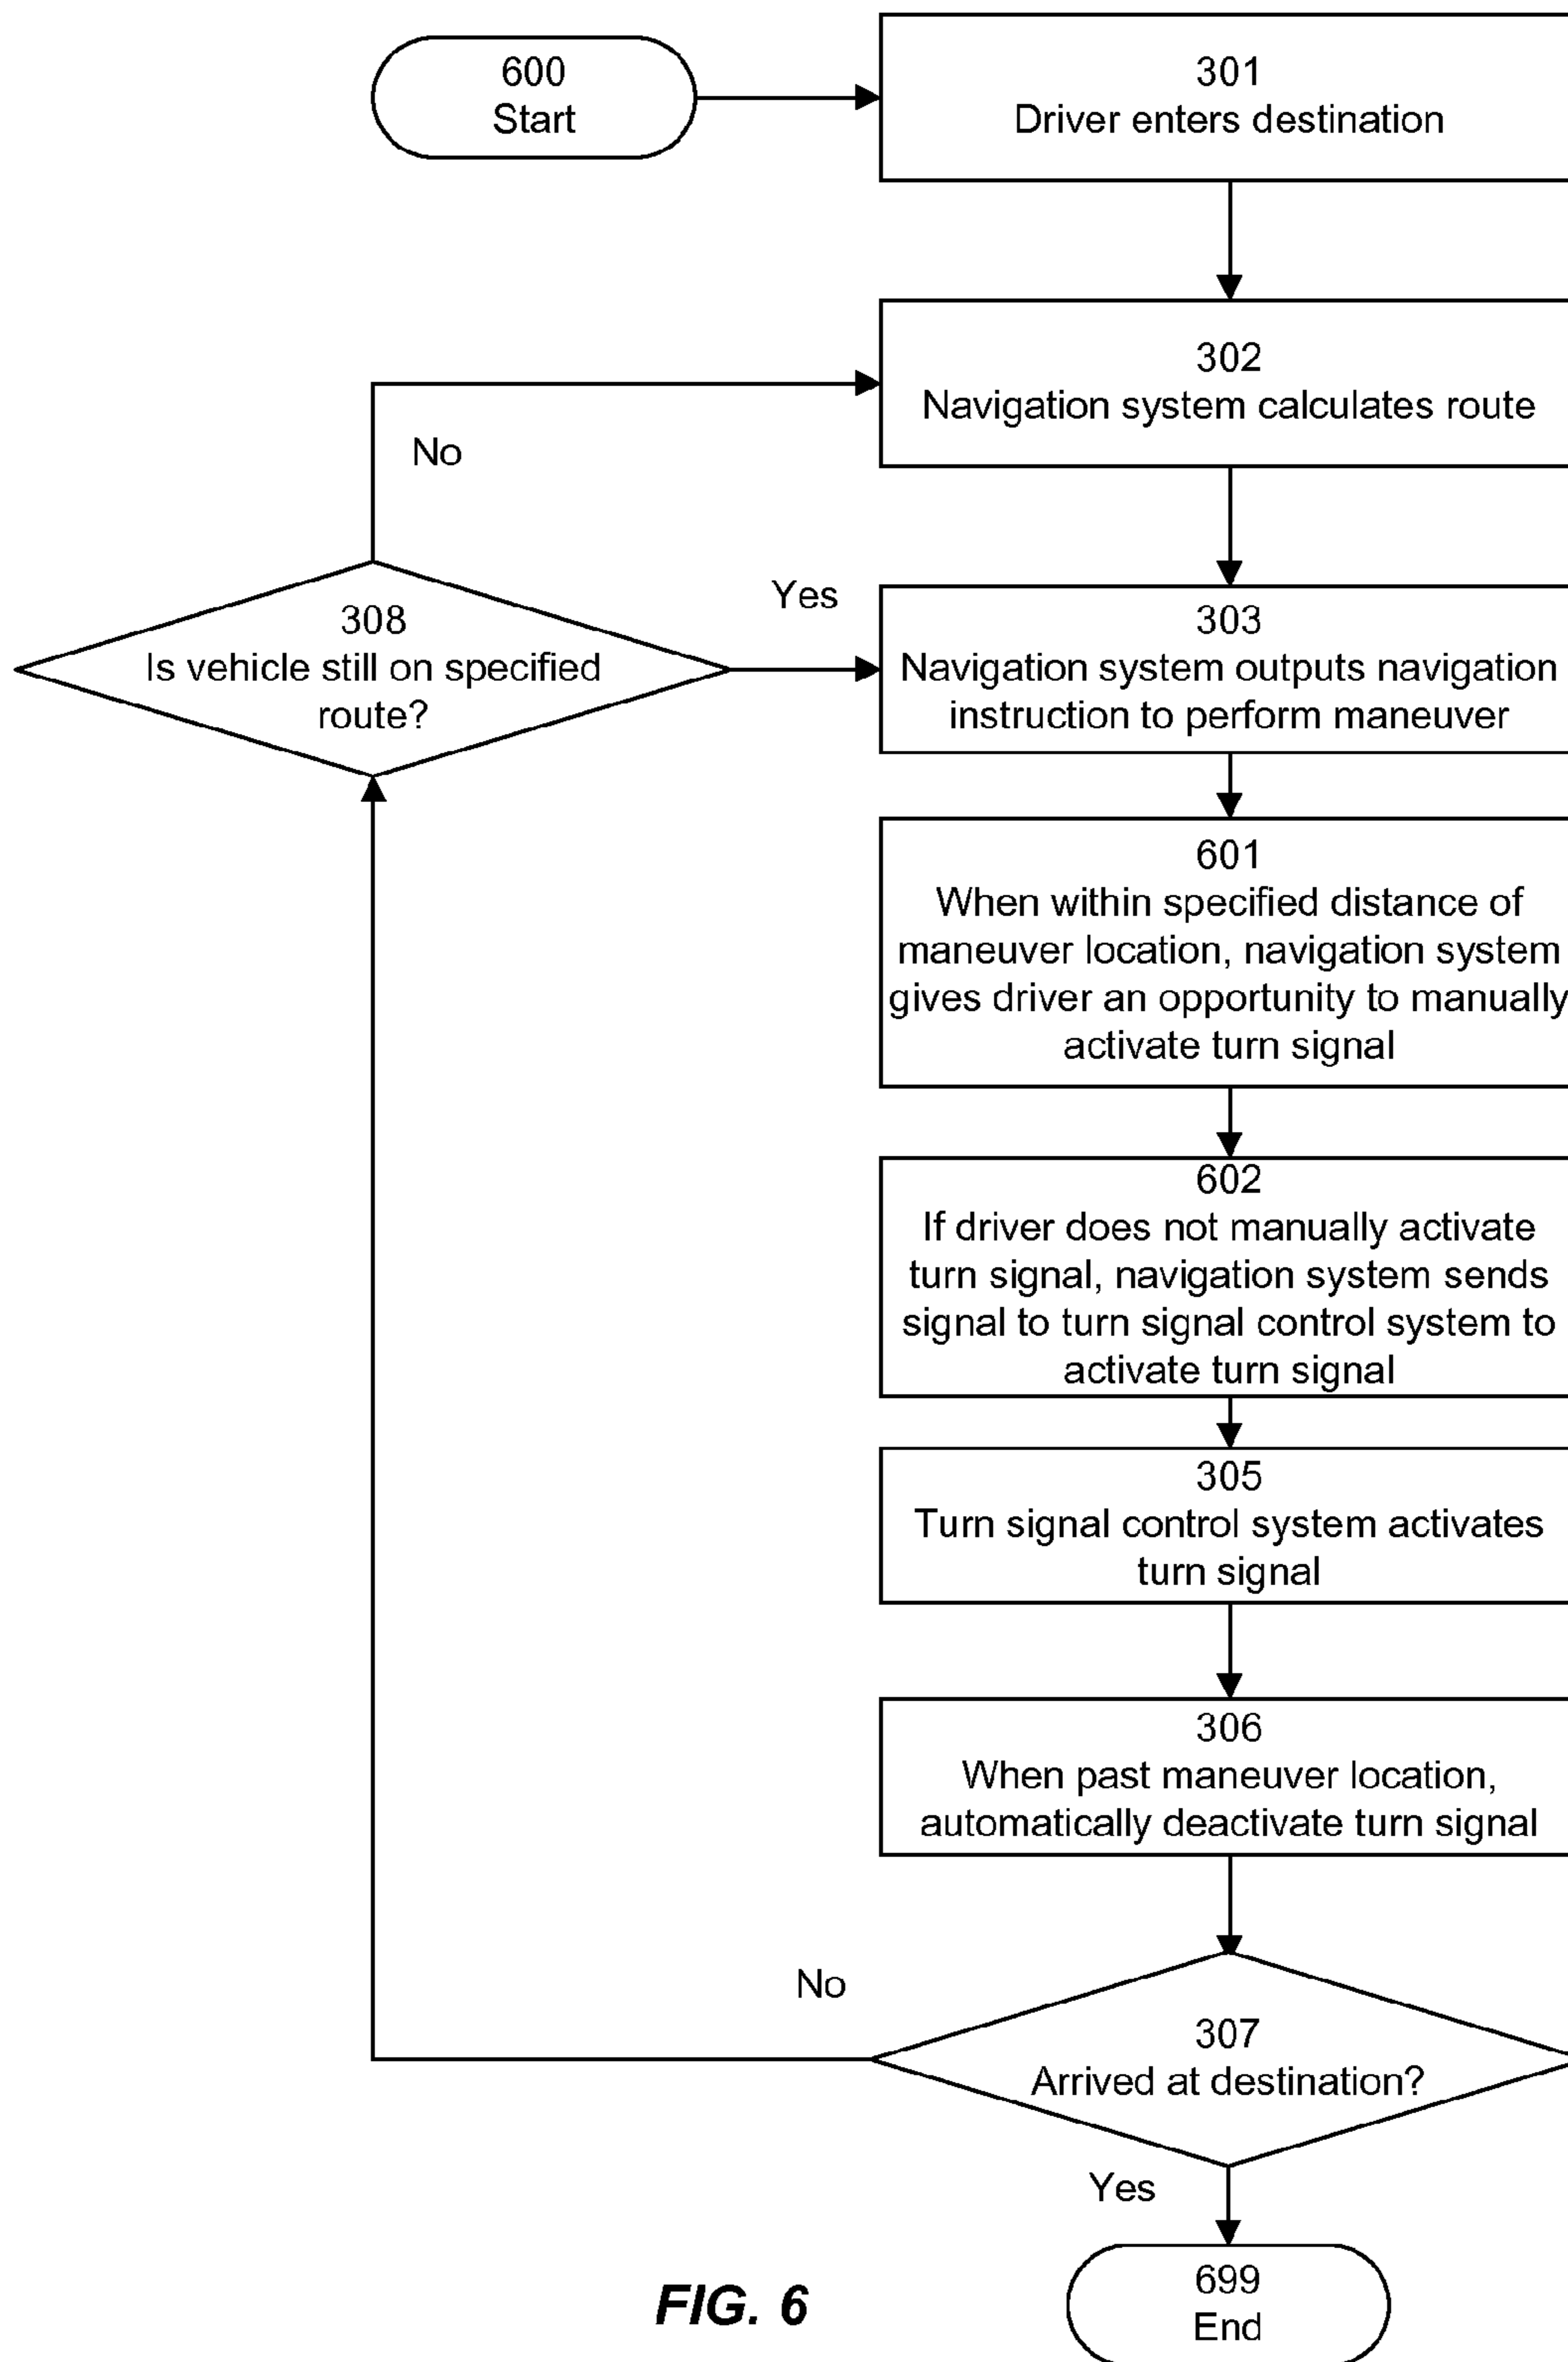 600
Start
301
Driver enters destination
302
Navigation system calculates route
No
308
Is vehicle still on specified
route?
Yes
303
Navigation system outputs navigation
instruction to perform maneuver
601
When within specified distance of
maneuver location, navigation system
gives driver an opportunity to manually
activate turn signal
602
If driver does not manually activate
turn signal, navigation system sends
signal to turn signal control system to
activate turn signal
305
Turn signal control system activates
turn signal
306
When past maneuver location,
automatically deactivate turn signal
No
307
Arrived at destination?
Yes
699
End
FIG. 6